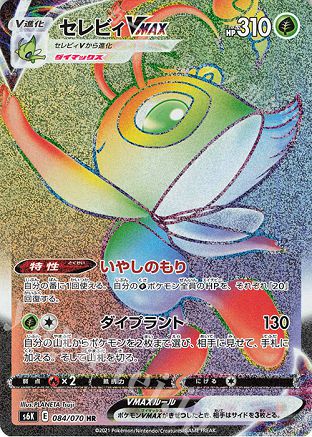 V進化
セレビィVMAX
HP310
セレビィVから進化
ダイマックス
特性 いやしのもり
自分の番に1回使える。自分のポケモン全員のHPを、それぞれ「20」
回復する。
ダイプラント 130
自分の山札からポケモンを2枚まで選び、相手に見せて、手札
に加える。そして山札を切る。
弱点 ×2 抵抗力 にげる
Illus. PLANETA Tsuji
S6K E 084/070 HR
VMAXルール
ポケモンVMAXがきぜつしたとき、相手はサイドを3枚とる。
©2021 Pokémon/Nintendo/Creatures/GAME FREAK.